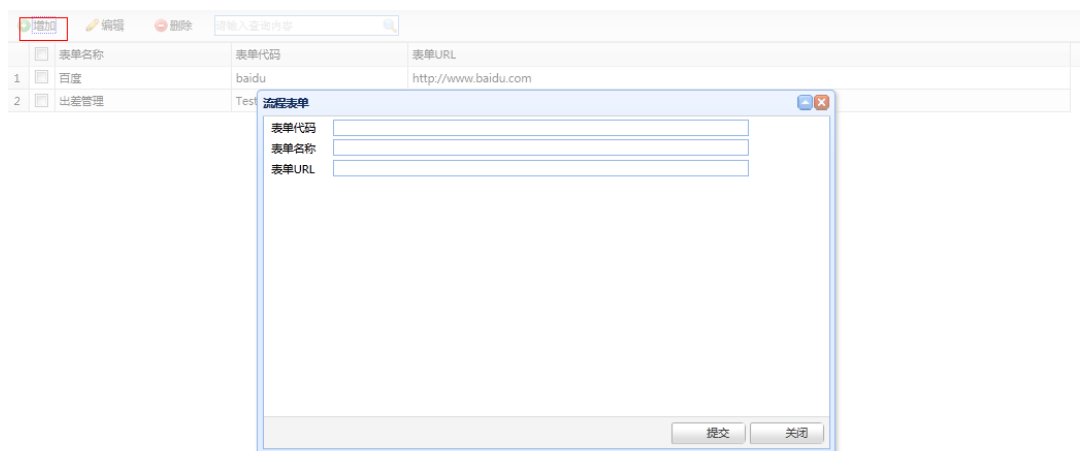 增加 编辑 删除 请输入查询内容
表单名称 表单代码 表单URL
1 百度 baidu http://www.baidu.com
2 出差管理 Test
流程表单
表单代码
表单名称
表单URL
提交 关闭